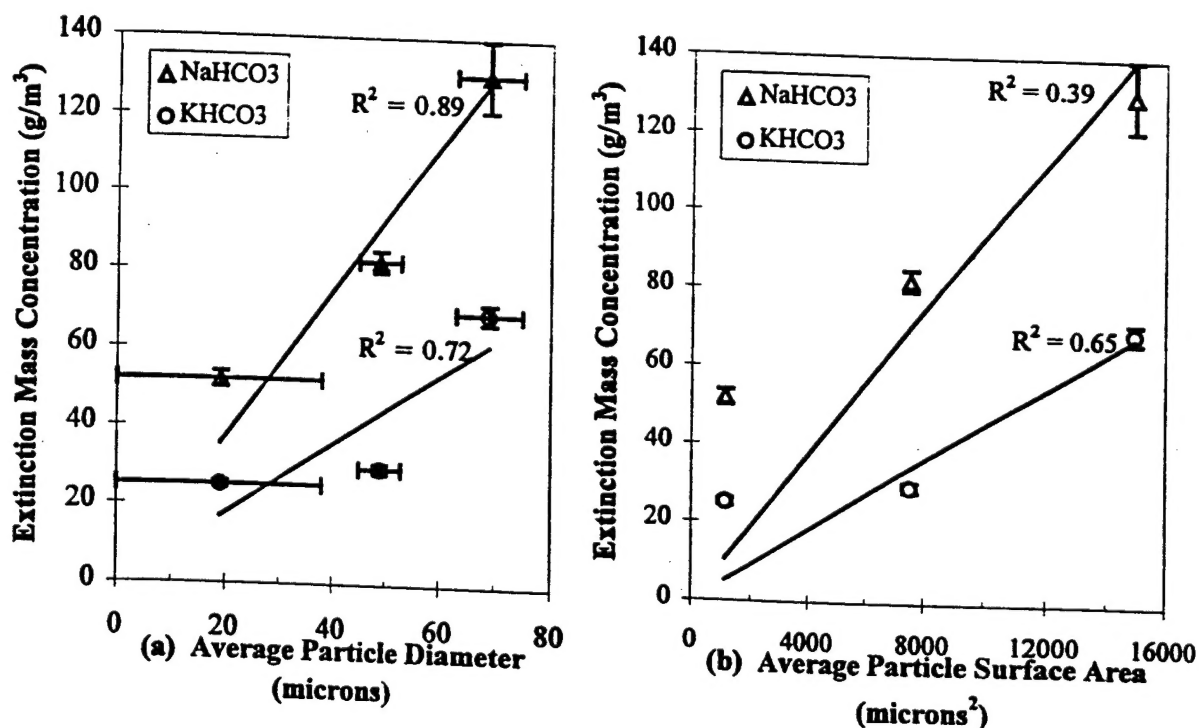 Extinction Mass Concentration (g/m³)
140
120
100
80
60
40
20
0
NaHCO3
KHCO3
R² = 0.89
R² = 0.72
0 20 40 60 80
(a) Average Particle Diameter
(microns)
Extinction Mass Concentration (g/m³)
140
120
100
80
60
40
20
0
NaHCO3
KHCO3
R² = 0.39
R² = 0.65
0 4000 8000 12000 16000
(b) Average Particle Surface Area
(microns²)